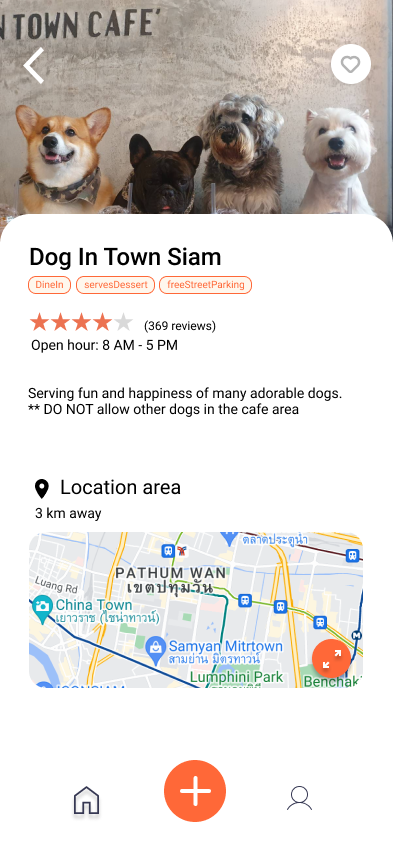 N TOWN CAFE'
Dog In Town Siam
DineIn servesDessert freeStreetParking
(369 reviews)
Open hour: 8 AM - 5 PM
Serving fun and happiness of many adorable dogs.
** DO NOT allow other dogs in the cafe area
Location area
3 km away
ตลาดประตูน้ำ
PATHUM WAN
เขตปทุมวัน
Luang Rd
China Town
เยาวราช (ไชน่าทาวน์)
M
Samyan Mitrtown
สามย่าน มิตรทาวน์
Lumphini Park
Benchak